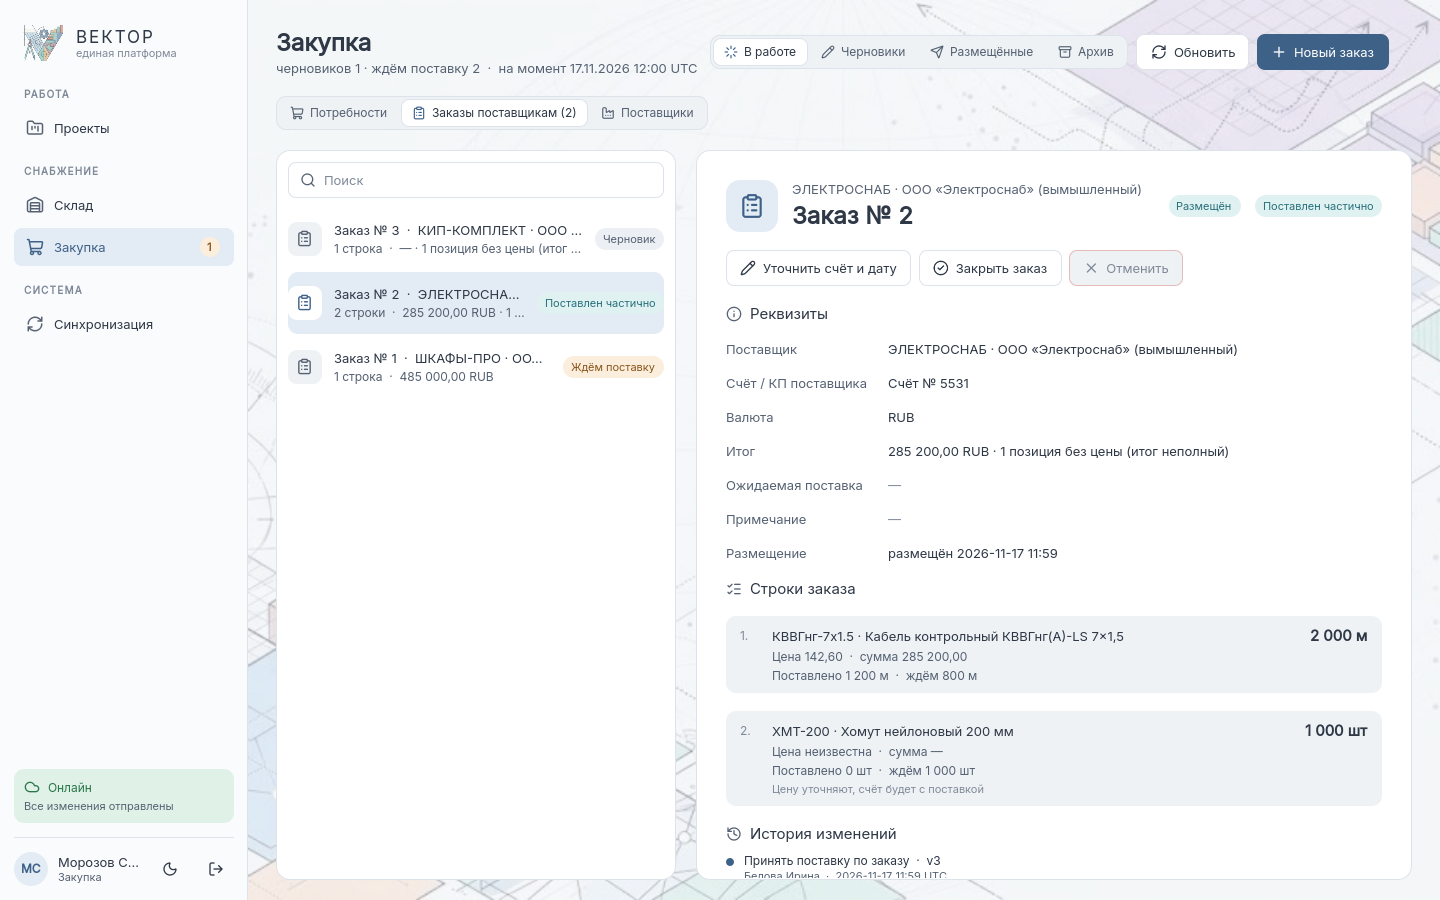 ВЕКТОР
единая платформа
РАБОТА
Проекты
СНАБЖЕНИЕ
Склад
Закупка
1
СИСТЕМА
Синхронизация
Онлайн
Все изменения отправлены
МС
Морозов С...
Закупка
Закупка
черновиков 1 · ждём поставку 2 · на момент 17.11.2026 12:00 UTC
В работе
Черновики
Размещённые
Архив
Обновить
Новый заказ
Потребности
Заказы поставщикам (2)
Поставщики
Поиск
Заказ № 3 · КИП-КОМПЛЕКТ · ООО ...
1 строка · — · 1 позиция без цены (итог ...
Черновик
Заказ № 2 · ЭЛЕКТРОСНА...
2 строки · 285 200,00 RUB · 1 ...
Поставлен частично
Заказ № 1 · ШКАФЫ-ПРО · ОО...
1 строка · 485 000,00 RUB
Ждём поставку
ЭЛЕКТРОСНАБ · ООО «Электроснаб» (вымышленный)
Заказ № 2
Размещён
Поставлен частично
Уточнить счёт и дату
Закрыть заказ
Отменить
Реквизиты
Поставщик ЭЛЕКТРОСНАБ · ООО «Электроснаб» (вымышленный)
Счёт / КП поставщика Счёт № 5531
Валюта RUB
Итог 285 200,00 RUB · 1 позиция без цены (итог неполный)
Ожидаемая поставка —
Примечание —
Размещение размещён 2026-11-17 11:59
Строки заказа
1. КВВГнг-7х1.5 · Кабель контрольный КВВГнг(А)-LS 7×1,5 2 000 м
Цена 142,60 · сумма 285 200,00
Поставлено 1 200 м · ждём 800 м
2. ХМТ-200 · Хомут нейлоновый 200 мм 1 000 шт
Цена неизвестна · сумма —
Поставлено 0 шт · ждём 1 000 шт
Цену уточняют, счёт будет с поставкой
История изменений
Принять поставку по заказу · v3
Белова Ирина · 2026-11-17 11:59 UTC